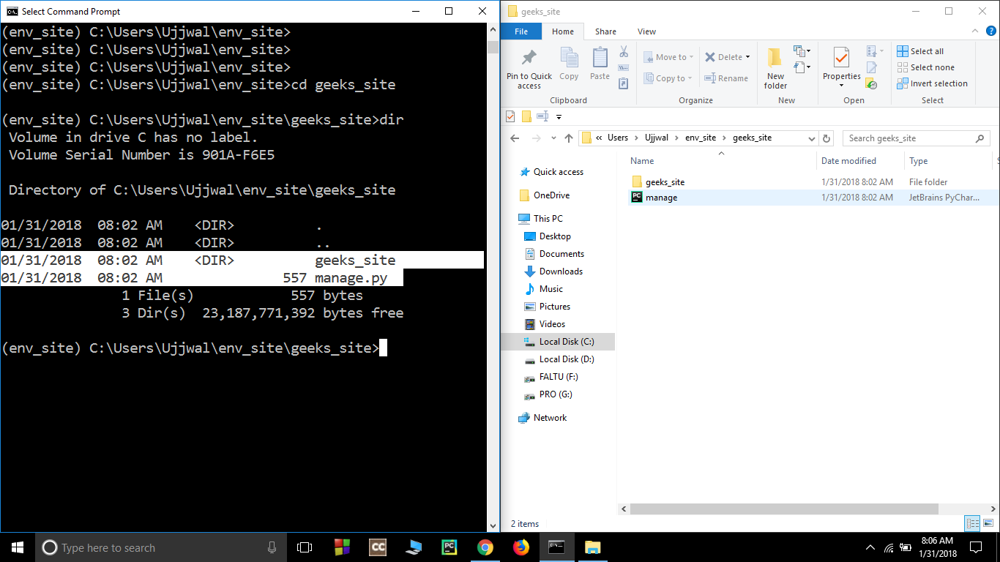 Select Command Prompt
(env_site) C:\Users\Ujjwal\env_site>
(env_site) C:\Users\Ujjwal\env_site>
(env_site) C:\Users\Ujjwal\env_site>
(env_site) C:\Users\Ujjwal\env_site>cd geeks_site
(env_site) C:\Users\Ujjwal\env_site\geeks_site>dir
Volume in drive C has no label.
Volume Serial Number is 901A-F6E5
Directory of C:\Users\Ujjwal\env_site\geeks_site
01/31/2018 08:02 AM <DIR> .
01/31/2018 08:02 AM <DIR> ..
01/31/2018 08:02 AM <DIR> geeks_site
01/31/2018 08:02 AM 557 manage.py
1 File(s) 557 bytes
3 Dir(s) 23,187,771,392 bytes free
(env_site) C:\Users\Ujjwal\env_site\geeks_site>
geeks_site
File Home Share View
Pin to Quick access
Copy
Paste
Clipboard
Move to
Copy to
Delete
Rename
Organize
New folder
New
Properties
Open
Select all
Select none
Invert selection
Select
« Users > Ujjwal > env_site > geeks_site
Search geeks_site
Name Date modified Type
geeks_site 1/31/2018 8:02 AM File folder
manage 1/31/2018 8:02 AM JetBrains PyChar...
Quick access
OneDrive
This PC
Desktop
Documents
Downloads
Music
Pictures
Videos
Local Disk (C:)
Local Disk (D:)
FALTU (F:)
PRO (G:)
Network
2 items
Type here to search
CC
PC
8:06 AM
1/31/2018